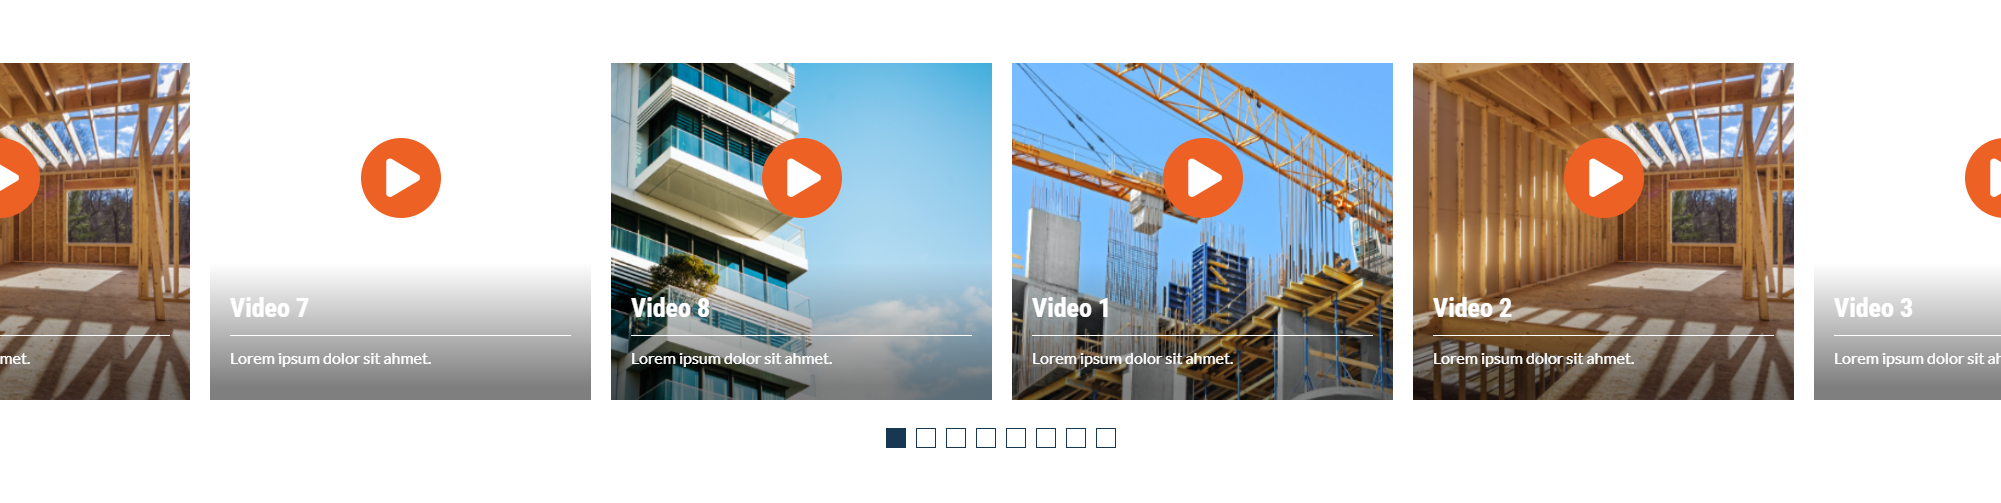 met.
Video 7
Lorem ipsum dolor sit ahmet.
Video 8
Lorem ipsum dolor sit ahmet.
Video 1
Lorem ipsum dolor sit ahmet.
Video 2
Lorem ipsum dolor sit ahmet.
Video 3
Lorem ipsum dolor sit ah